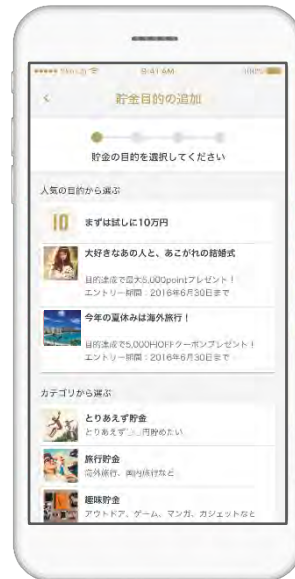 9:41 AM
100%
貯金目的の追加
貯金の目的を選択してください
人気の目的から選ぶ
10 まずは試しに10万円
大好きなあの人と、あこがれの結婚式
目的達成で最大5,000pointプレゼント！
エントリー期間：2016年6月30日まで
今年の夏休みは海外旅行！
目的達成で5,000円OFFクーポンプレゼント！
エントリー期間：2016年6月30日まで
カテゴリから選ぶ
とりあえず貯金
とりあえず__円貯めたい
旅行貯金
海外旅行、国内旅行など
趣味貯金
アウトドア、ゲーム、マンガ、ガジェットなど